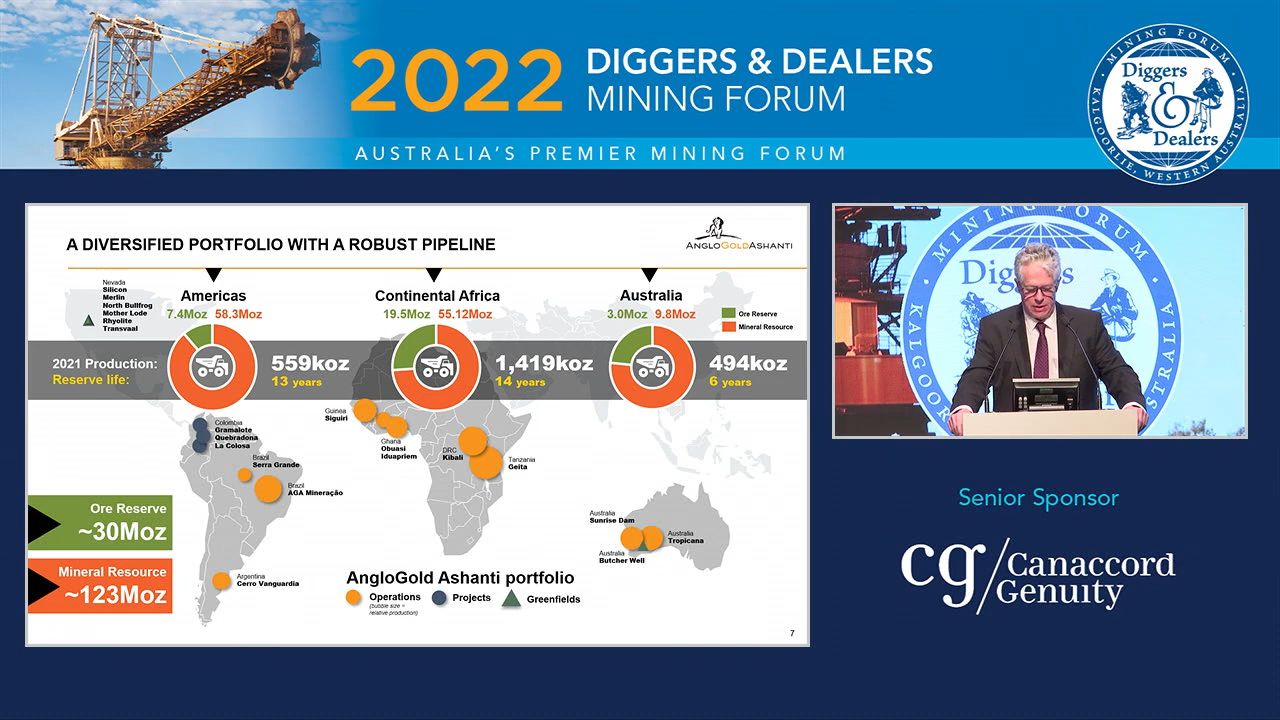 2022
DIGGERS & DEALERS
MINING FORUM
AUSTRALIA'S PREMIER MINING FORUM
MINING FORUM
Diggers
&
Dealers
KALGOORLIE, WESTERN AUSTRALIA
A DIVERSIFIED PORTFOLIO WITH A ROBUST PIPELINE
ANGLOGOLDASHANTI
Nevada
Silicon
Merlin
North Bullfrog
Mother Lode
Rhyolite
Transvaal
Americas
7.4Moz 58.3Moz
Continental Africa
19.5Moz 55.12Moz
Australia
3.0Moz 9.8Moz
Ore Reserve
Mineral Resource
2021 Production:
Reserve life:
559koz
13 years
1,419koz
14 years
494koz
6 years
Colombia
Gramalote
Quebradona
La Colosa
Brazil
Serra Grande
Brazil
AGA Mineração
Argentina
Cerro Vanguardia
Guinea
Siguiri
Ghana
Obuasi
Iduapriem
DRC
Kibali
Tanzania
Geita
Australia
Sunrise Dam
Australia
Tropicana
Australia
Butcher Well
Ore Reserve
~30Moz
Mineral Resource
~123Moz
AngloGold Ashanti portfolio
Operations
(bubble size =
relative production)
Projects
Greenfields
7
MINING FORUM
Senior Sponsor
cg/Canaccord
Genuity